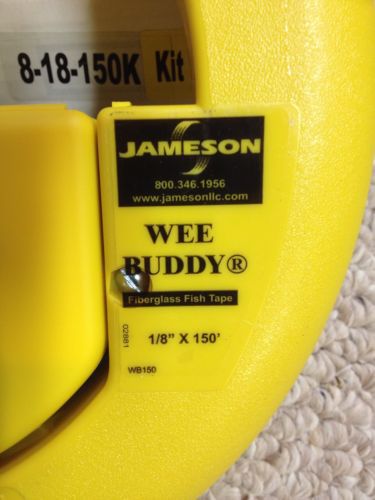 8-18-150K Kit
JAMESON
800.346.1956
www.jamesonllc.com
WEE
BUDDY®
Fiberglass Fish Tape
1/8" X 150'
02881
WB150